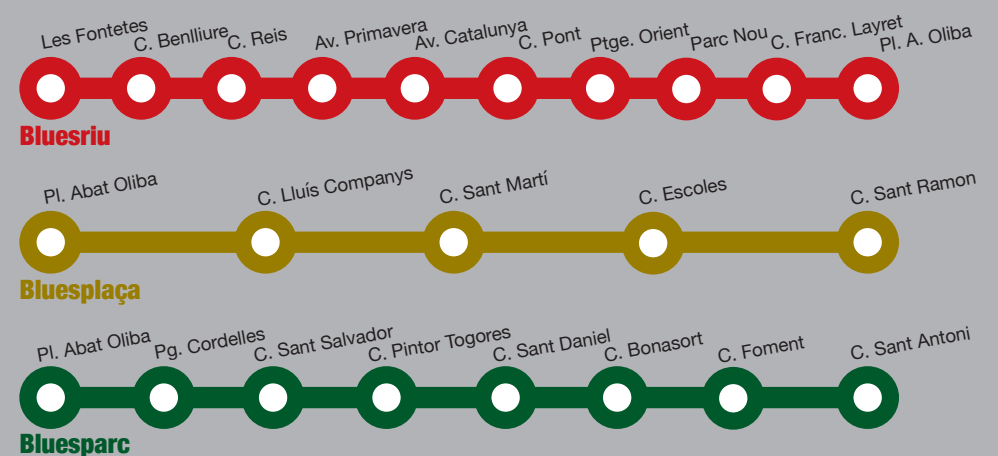 Les Fontetes
C. Benlliure
C. Reis
Av. Primavera
Av. Catalunya
C. Pont
Ptge. Orient
Parc Nou
C. Franc. Layret
Pl. A. Oliba
Bluesriu
Pl. Abat Oliba
C. Lluís Companys
C. Sant Martí
C. Escoles
C. Sant Ramon
Bluesplaça
Pl. Abat Oliba
Pg. Cordelles
C. Sant Salvador
C. Pintor Togores
C. Sant Daniel
C. Bonasort
C. Foment
C. Sant Antoni
Bluesparc